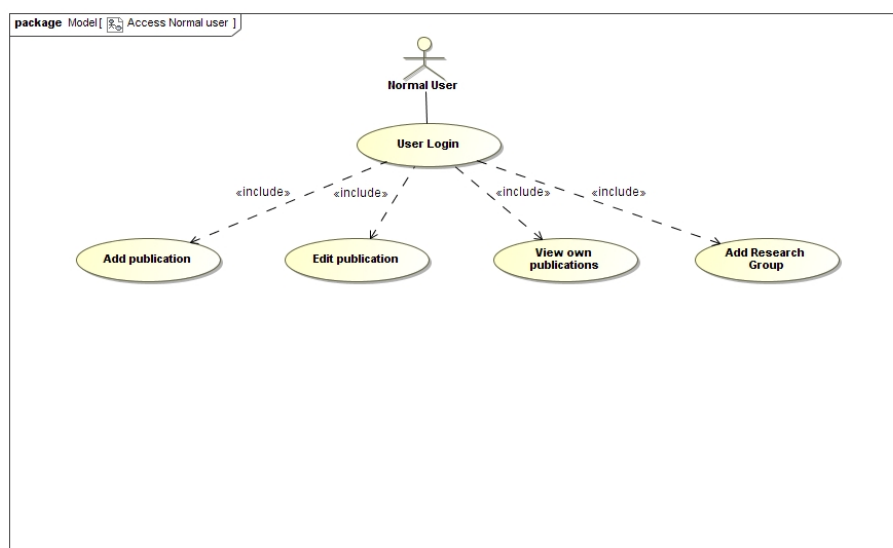 package Model[ Access Normal user ]
Normal User
User Login
«include» «include» «include» «include»
Add publication
Edit publication
View own
publications
Add Research
Group